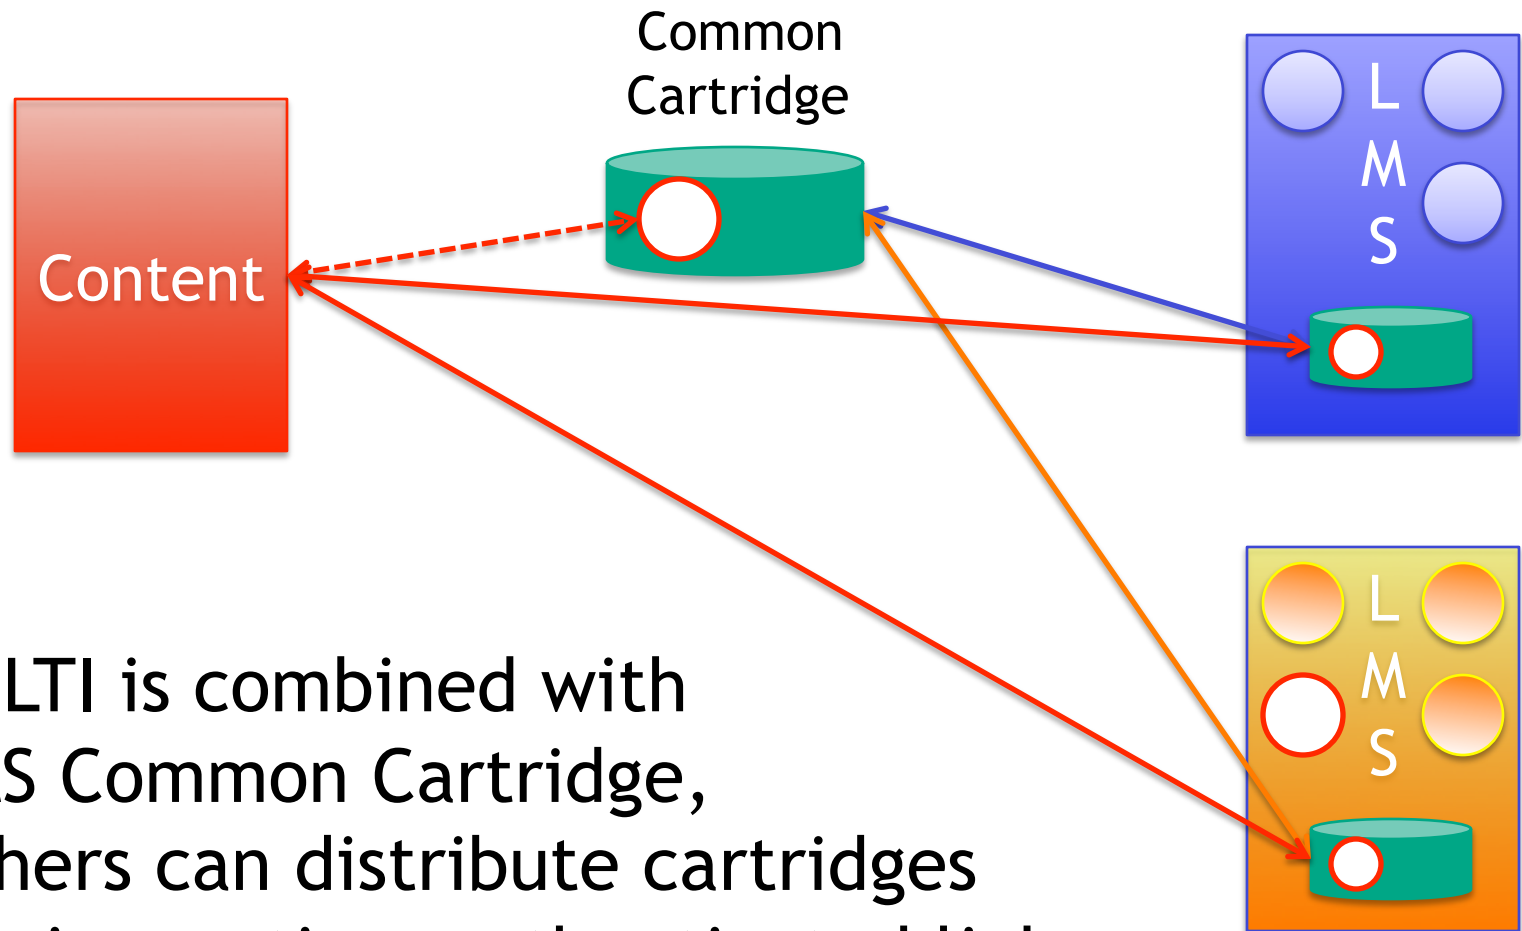 Common
Cartridge
Content
L
M
S
L
M
S
LTI is combined with
S Common Cartridge,
hers can distribute cartridges